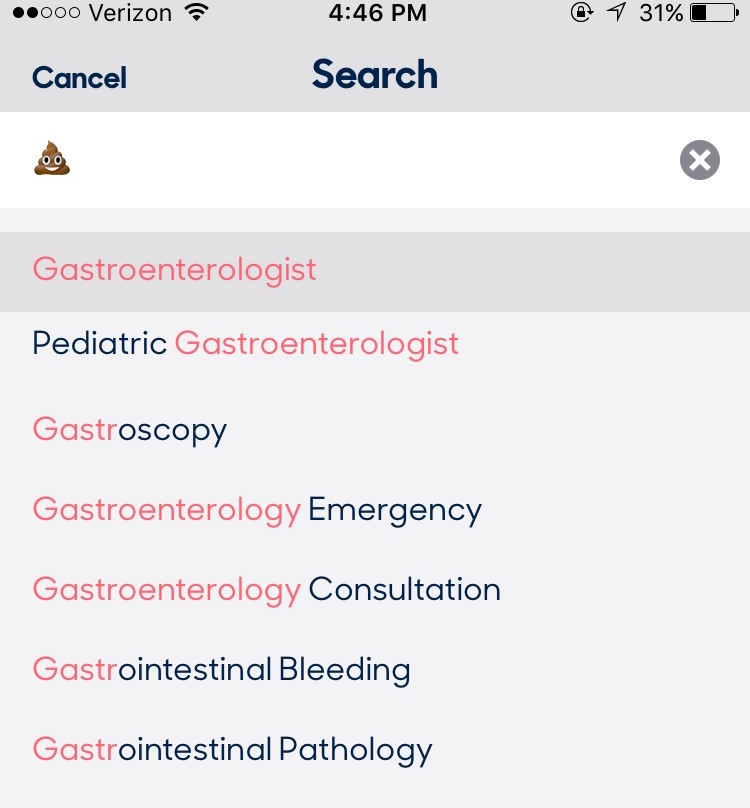 Verizon 4:46 PM 31%
Cancel Search
💩
Gastroenterologist
Pediatric Gastroenterologist
Gastroscopy
Gastroenterology Emergency
Gastroenterology Consultation
Gastrointestinal Bleeding
Gastrointestinal Pathology